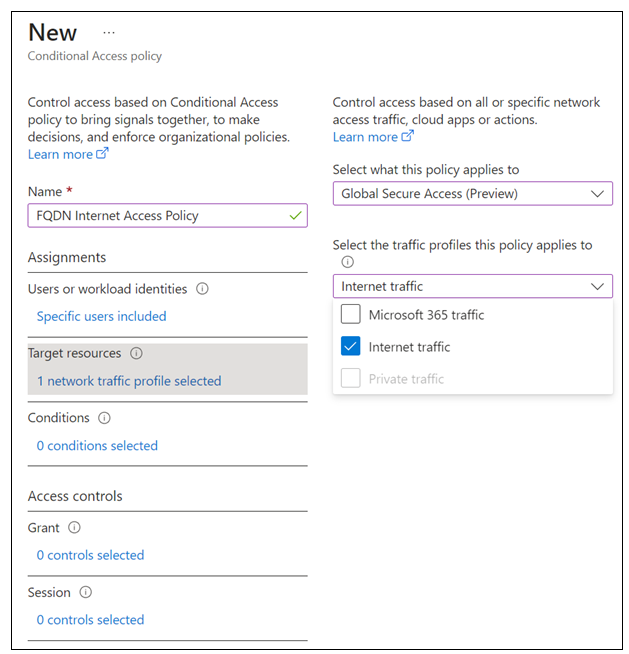 New ...
Conditional Access policy
Control access based on Conditional Access
policy to bring signals together, to make
decisions, and enforce organizational policies.
Learn more
Name *
FQDN Internet Access Policy
Assignments
Users or workload identities
Specific users included
Target resources
1 network traffic profile selected
Conditions
0 conditions selected
Access controls
Grant
0 controls selected
Session
0 controls selected
Control access based on all or specific network
access traffic, cloud apps or actions.
Learn more
Select what this policy applies to
Global Secure Access (Preview)
Select the traffic profiles this policy applies to
Internet traffic
Microsoft 365 traffic
Internet traffic
Private traffic